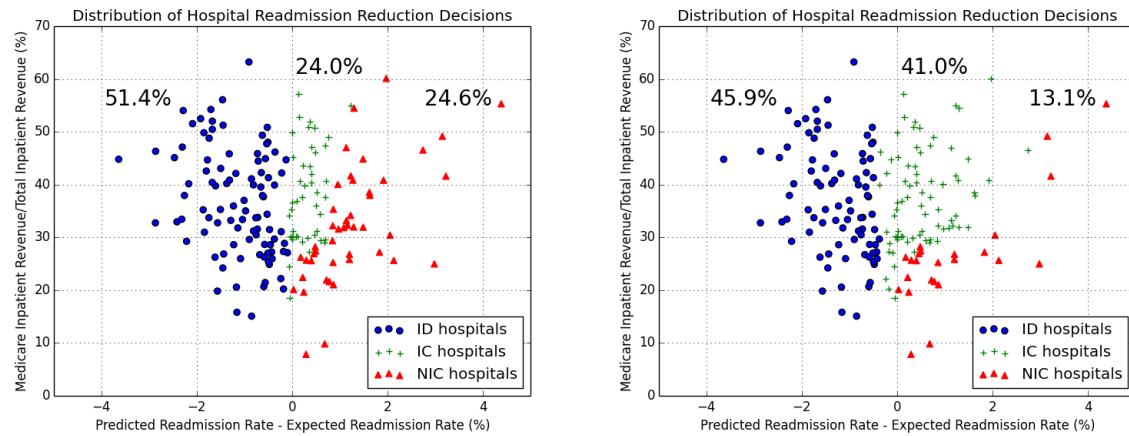 Distribution of Hospital Readmission Reduction Decisions
Medicare Inpatient Revenue/Total Inpatient Revenue (%)
70
60
50
40
30
20
10
0
51.4%
24.0%
24.6%
ID hospitals
IC hospitals
NIC hospitals
−4 −2 0 2 4
Predicted Readmission Rate - Expected Readmission Rate (%)
Distribution of Hospital Readmission Reduction Decisions
Medicare Inpatient Revenue/Total Inpatient Revenue (%)
70
60
50
40
30
20
10
0
45.9%
41.0%
13.1%
ID hospitals
IC hospitals
NIC hospitals
−4 −2 0 2 4
Predicted Readmission Rate - Expected Readmission Rate (%)